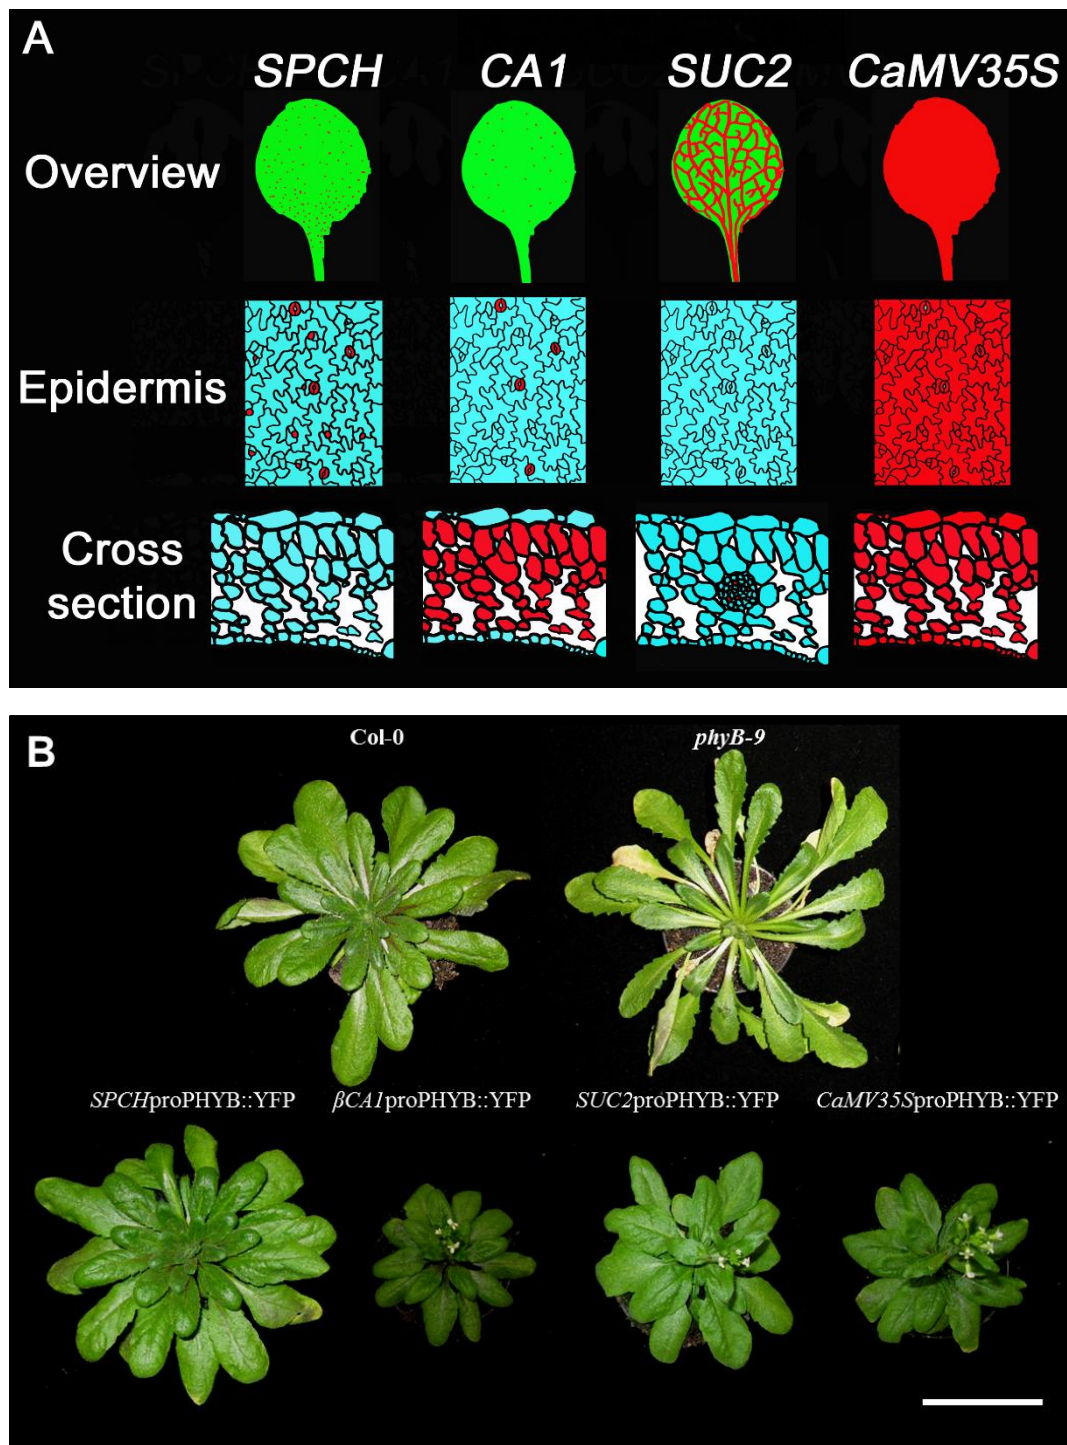 A
SPCH CA1 SUC2 CaMV35S
Overview
Epidermis
Cross
section
B
Col-0 phyB-9
SPCHproPHYB::YFP βCA1proPHYB::YFP SUC2proPHYB::YFP CaMV35SproPHYB::YFP